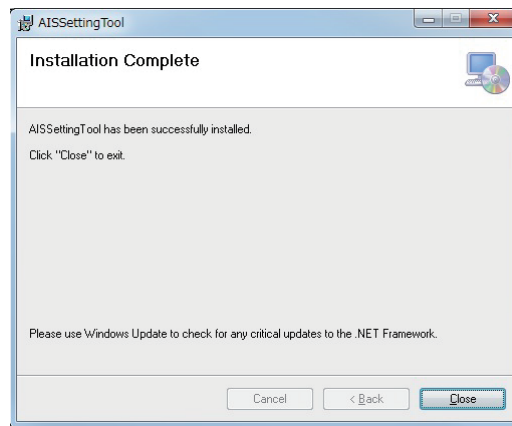 AISSettingTool
Installation Complete
AISSettingTool has been successfully installed.
Click "Close" to exit.
Please use Windows Update to check for any critical updates to the .NET Framework.
Cancel
< Back
Close